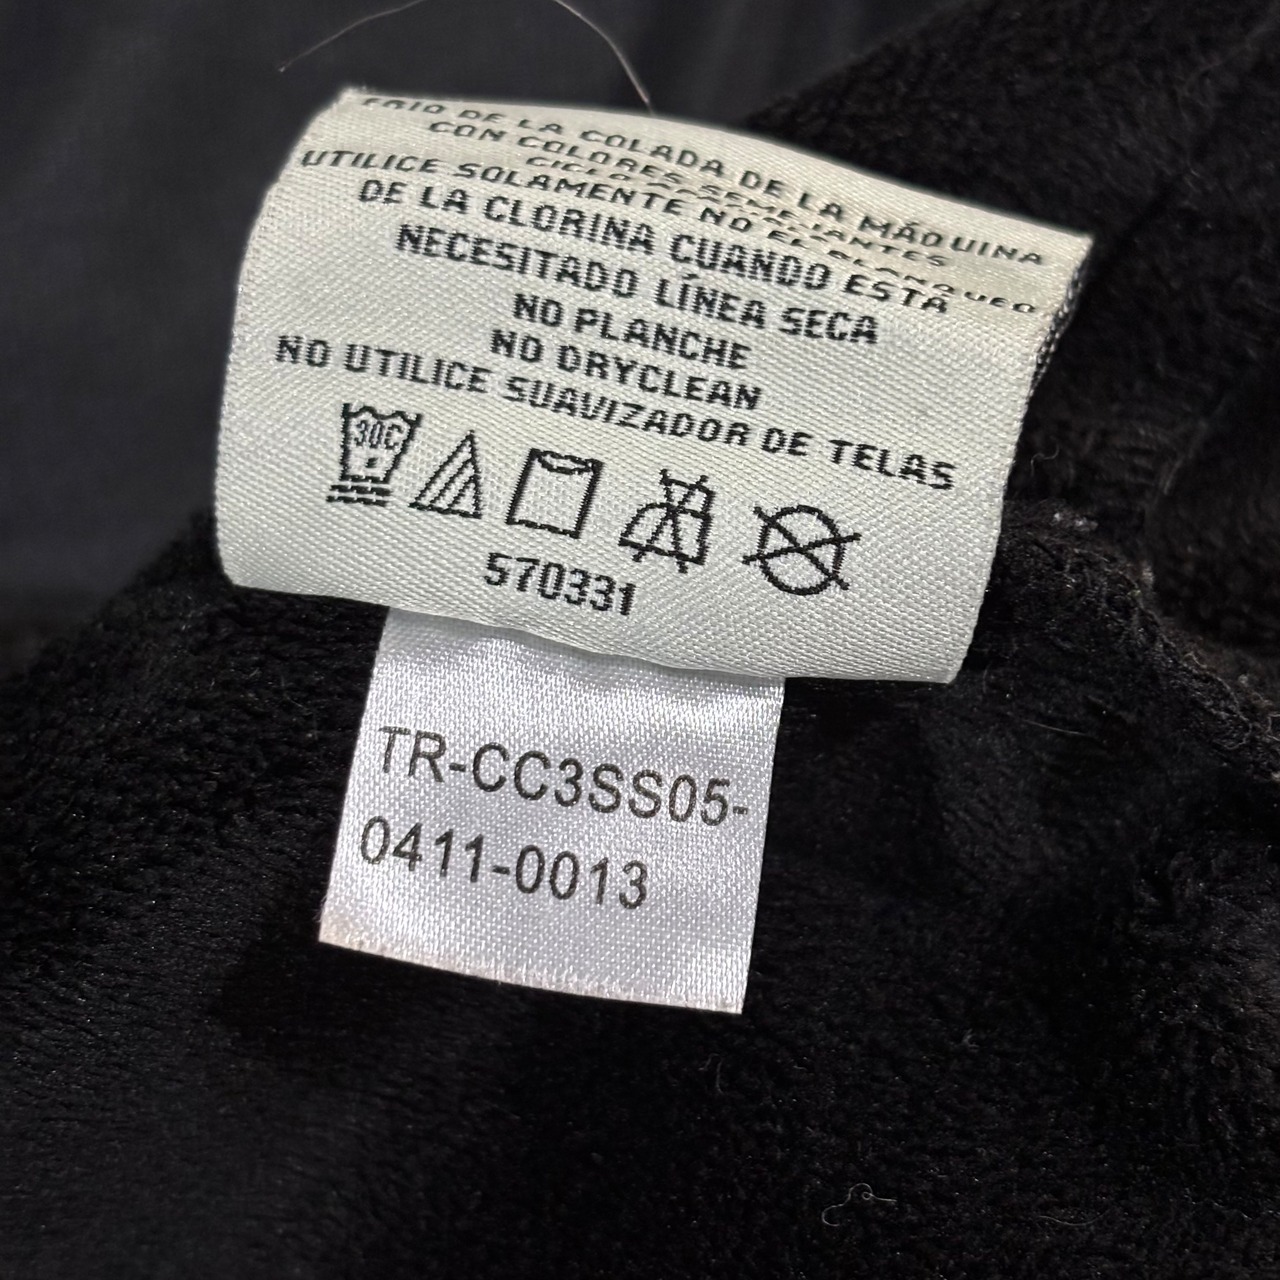 FRIO DE LA COLADA DE LA MÁQUINA
CON COLORES SEMEJANTES
CICLO
UTILICE SOLAMENTE NO EL BLANQUEO
DE LA CLORINA CUANDO ESTÁ
NECESITADO LÍNEA SECA
NO PLANCHE
NO DRYCLEAN
NO UTILICE SUAVIZADOR DE TELAS
30C
570331
TR-CC3SS05-
0411-0013